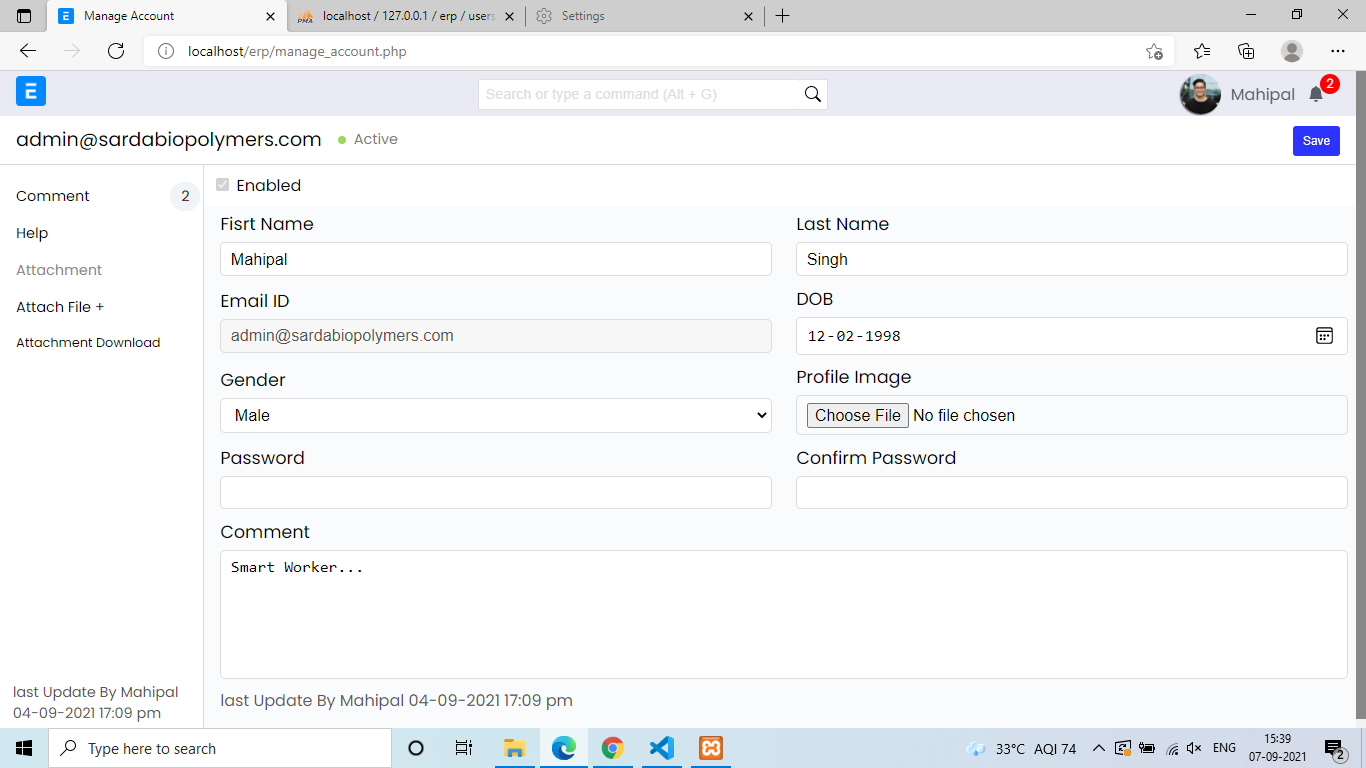 Manage Account
localhost / 127.0.0.1 / erp / users
Settings
localhost/erp/manage_account.php
E
Search or type a command (Alt + G)
Mahipal
2
admin@sardabiopolymers.com
Active
Save
Comment
2
Help
Attachment
Attach File +
Attachment Download
last Update By Mahipal
04-09-2021 17:09 pm
Enabled
Fisrt Name
Last Name
Mahipal
Singh
Email ID
DOB
admin@sardabiopolymers.com
12-02-1998
Gender
Profile Image
Male
Choose File No file chosen
Password
Confirm Password
Comment
Smart Worker...
last Update By Mahipal 04-09-2021 17:09 pm
Type here to search
33°C AQI 74
ENG
15:39
07-09-2021
2